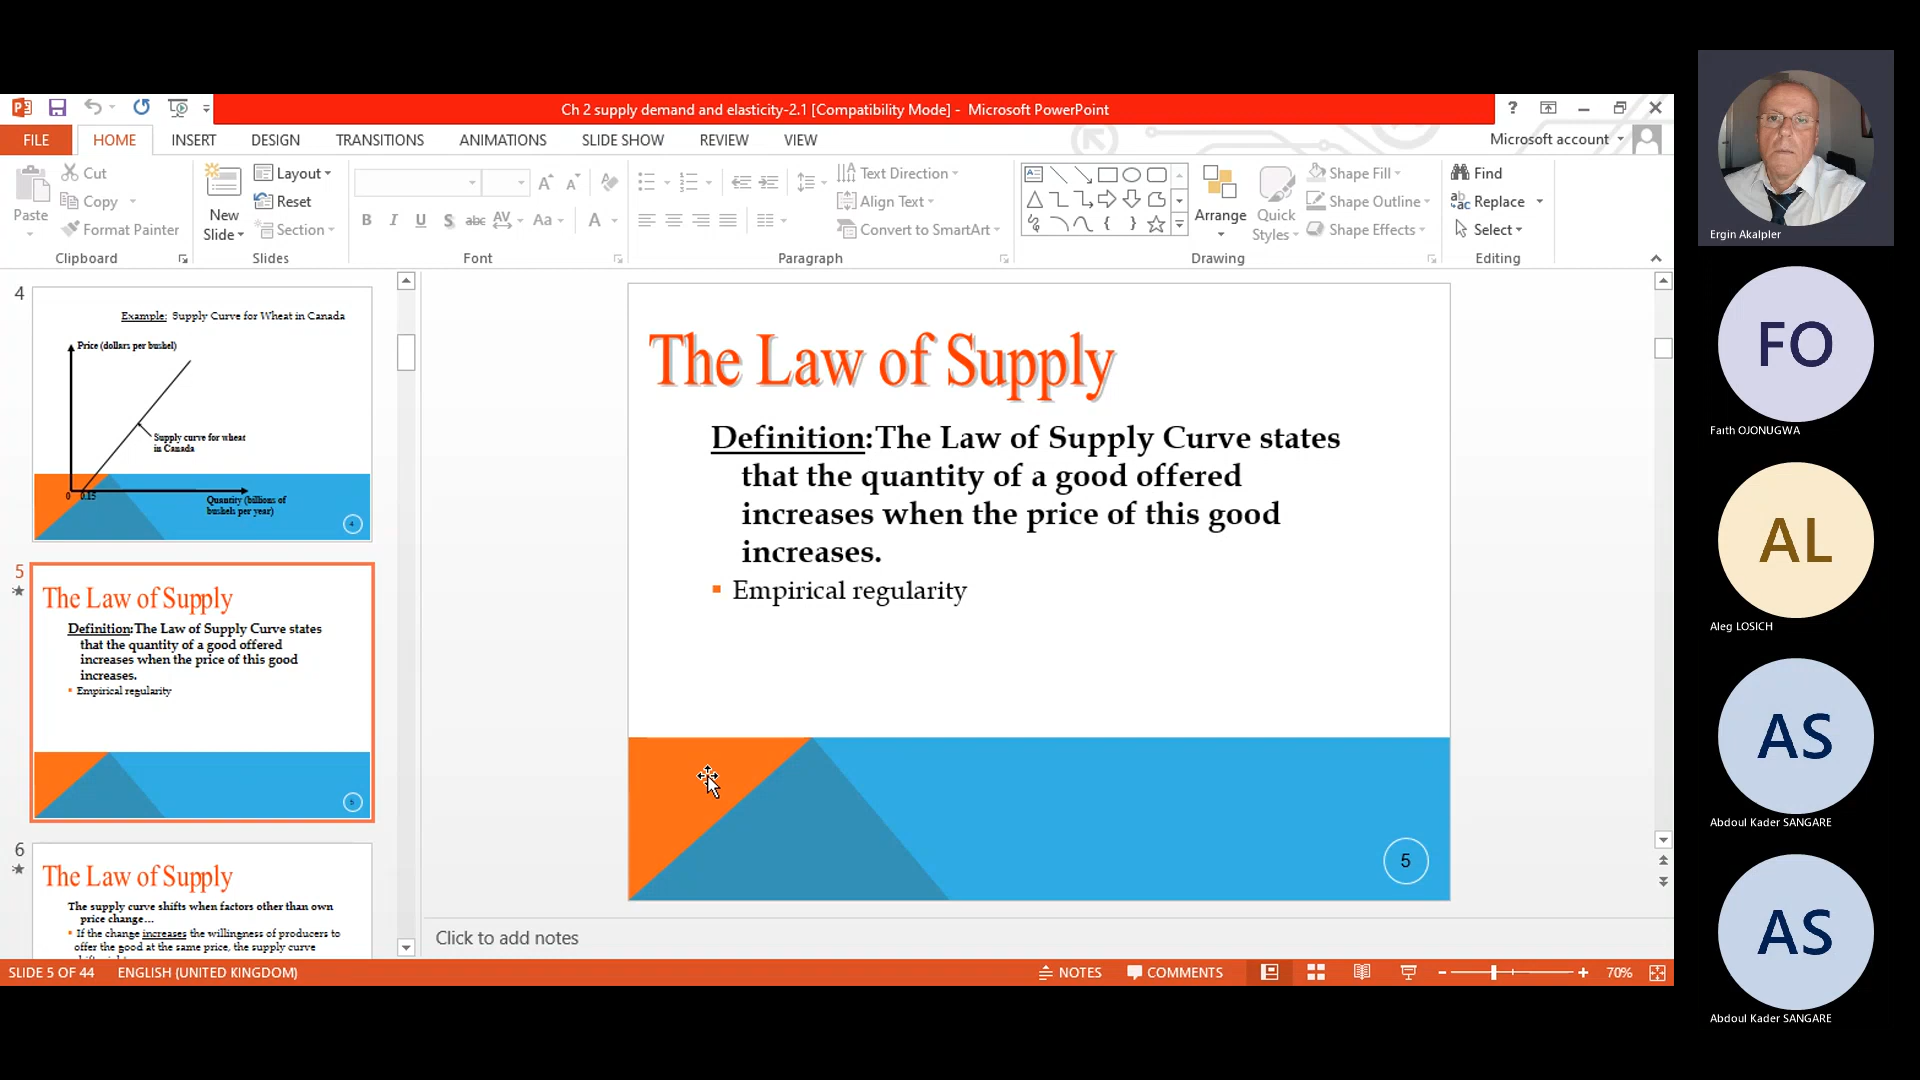 Ch 2 supply demand and elasticity-2.1 [Compatibility Mode] - Microsoft PowerPoint
FILE HOME INSERT DESIGN TRANSITIONS ANIMATIONS SLIDE SHOW REVIEW VIEW
Microsoft account
Paste
Cut
Copy
Format Painter
Clipboard
New
Slide
Layout
Reset
Section
Slides
Font
Text Direction
Align Text
Convert to SmartArt
Paragraph
Arrange
Quick
Styles
Shape Fill
Shape Outline
Shape Effects
Drawing
Find
Replace
Select
Editing
4
Example: Supply Curve for Wheat in Canada
Price (dollars per bushel)
Supply curve for wheat
in Canada
0 0.15
Quantity (billions of
bushels per year)
4
5
The Law of Supply
Definition:The Law of Supply Curve states
that the quantity of a good offered
increases when the price of this good
increases.
Empirical regularity
5
6
The Law of Supply
The supply curve shifts when factors other than own
price change...
If the change increases the willingness of producers to
offer the good at the same price, the supply curve
The Law of Supply
Definition:The Law of Supply Curve states
that the quantity of a good offered
increases when the price of this good
increases.
Empirical regularity
5
Click to add notes
SLIDE 5 OF 44 ENGLISH (UNITED KINGDOM) NOTES COMMENTS 70%
Ergin Akalpler
FO
Faith OJONUGWA
AL
Aleg LOSICH
AS
Abdoul Kader SANGARE
AS
Abdoul Kader SANGARE